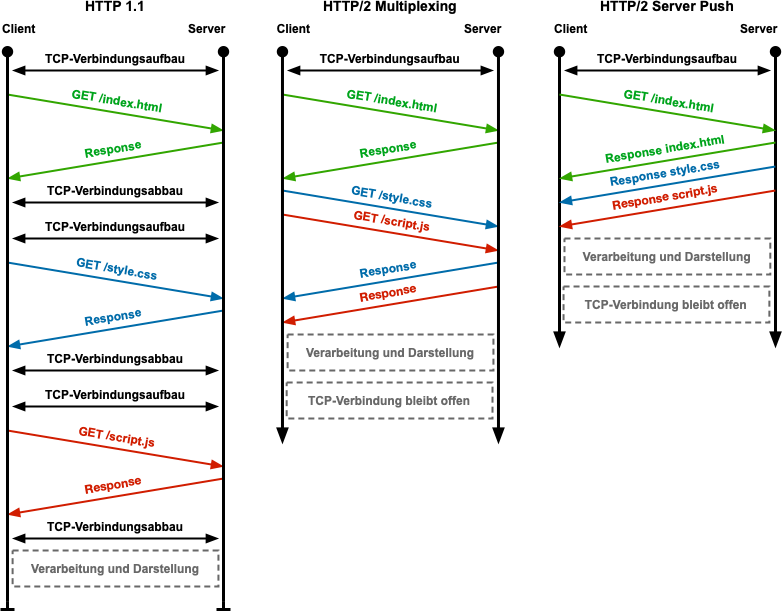 HTTP 1.1
Client
Server
TCP-Verbindungsaufbau
GET /index.html
Response
TCP-Verbindungsabbau
TCP-Verbindungsaufbau
GET /style.css
Response
TCP-Verbindungsabbau
TCP-Verbindungsaufbau
GET /script.js
Response
TCP-Verbindungsabbau
Verarbeitung und Darstellung
HTTP/2 Multiplexing
Client
Server
TCP-Verbindungsaufbau
GET /index.html
Response
GET /style.css
GET /script.js
Response
Response
Verarbeitung und Darstellung
TCP-Verbindung bleibt offen
HTTP/2 Server Push
Client
Server
TCP-Verbindungsaufbau
GET /index.html
Response index.html
Response style.css
Response script.js
Verarbeitung und Darstellung
TCP-Verbindung bleibt offen